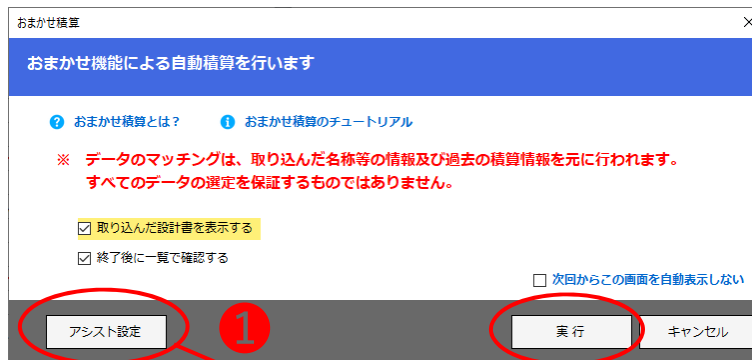 おまかせ積算
おまかせ機能による自動積算を行います
? おまかせ積算とは？ i おまかせ積算のチュートリアル
※ データのマッチングは、取り込んだ名称等の情報及び過去の積算情報を元に行われます。
すべてのデータの選定を保証するものではありません。
取り込んだ設計書を表示する
終了後に一覧で確認する
次回からこの画面を自動表示しない
アシスト設定 1 実行 キャンセル